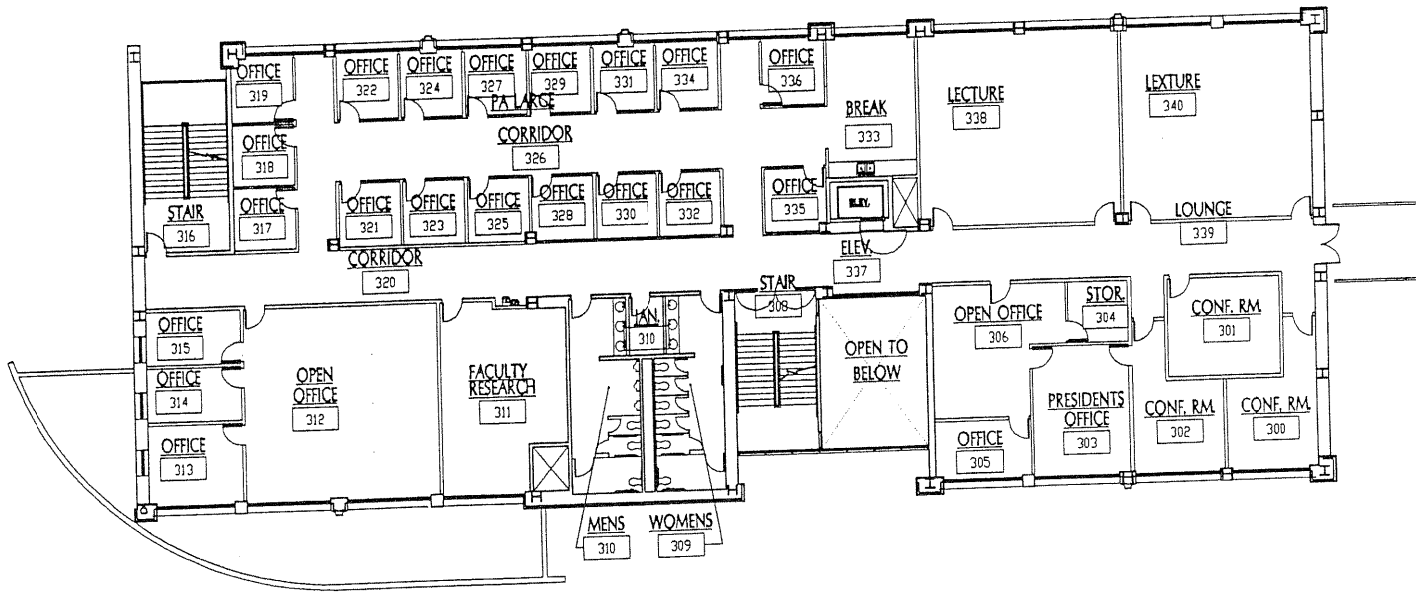 OFFICE
319
OFFICE
322
OFFICE
324
OFFICE
327
OFFICE
329
OFFICE
331
OFFICE
334
OFFICE
336
PA LARGE
CORRIDOR
326
BREAK
333
LECTURE
338
LEXTURE
340
OFFICE
318
OFFICE
317
STAIR
316
OFFICE
321
OFFICE
323
OFFICE
325
OFFICE
328
OFFICE
330
OFFICE
332
OFFICE
335
ELEV.
LOUNGE
339
CORRIDOR
320
ELEV.
337
STAIR
308
OFFICE
315
OFFICE
314
OFFICE
313
OPEN
OFFICE
312
FACULTY
RESEARCH
311
JAN.
310
OPEN TO
BELOW
OPEN OFFICE
306
STOR.
304
CONF. RM.
301
OFFICE
305
PRESIDENTS
OFFICE
303
CONF. RM.
302
CONF. RM.
300
MENS
310
WOMENS
309